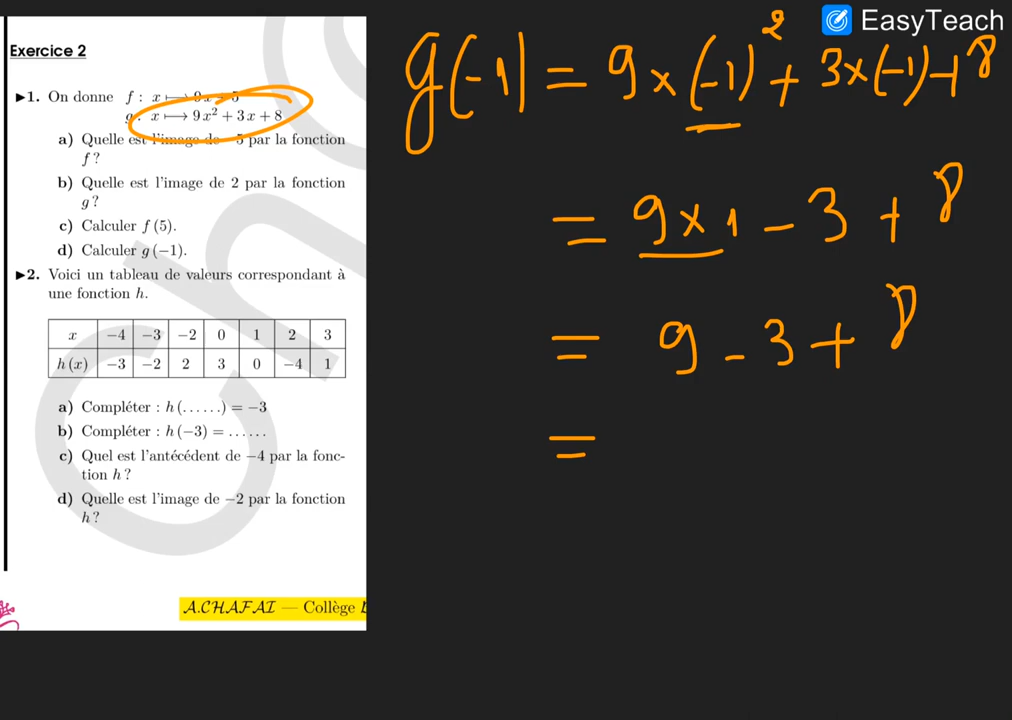 EasyTeach
Exercice 2
▶1. On donne f : x ⟼ 9x − 5
g : x ⟼ 9x² + 3x + 8
a) Quelle est l'image de −5 par la fonction
f ?
b) Quelle est l'image de 2 par la fonction
g ?
c) Calculer f (5).
d) Calculer g (−1).
▶2. Voici un tableau de valeurs correspondant à
une fonction h.
x −4 −3 −2 0 1 2 3
h (x) −3 −2 2 3 0 −4 1
a) Compléter : h (......) = −3
b) Compléter : h (−3) = ......
c) Quel est l'antécédent de −4 par la fonc-
tion h ?
d) Quelle est l'image de −2 par la fonction
h ?
A.CHAFAI — Collège
g(-1) = 9 × (-1)² + 3×(-1) + 8
= 9 × 1 - 3 + 8
= 9 - 3 + 8
=